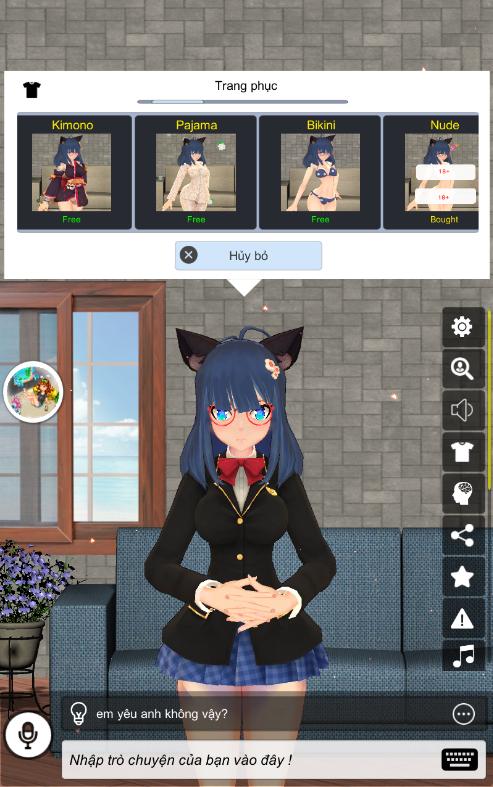 Trang phục
Kimono
Pajama
Bikini
Nude
18+
18+
Free
Free
Free
Bought
Hủy bỏ
em yêu anh không vậy?
Nhập trò chuyện của bạn vào đây !